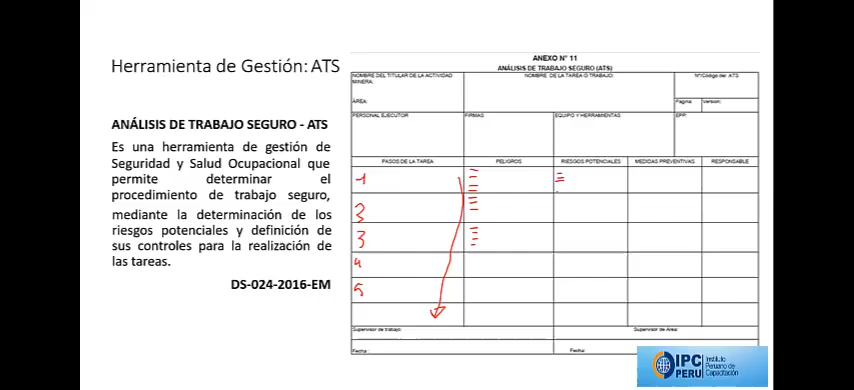 Herramienta de Gestión: ATS
ANÁLISIS DE TRABAJO SEGURO - ATS
Es una herramienta de gestión de
Seguridad y Salud Ocupacional que
permite determinar el
procedimiento de trabajo seguro,
mediante la determinación de los
riesgos potenciales y definición de
sus controles para la realización de
las tareas.
DS-024-2016-EM
ANEXO N° 11
ANÁLISIS DE TRABAJO SEGURO (ATS)
NOMBRE DEL TITULAR DE LA ACTIVIDAD
MINERA:
NOMBRE DE LA TAREA O TRABAJO:
N°/Código del ATS
ÁREA:
Página:
Versión:
PERSONAL EJECUTOR
FIRMAS
EQUIPO Y HERRAMIENTAS
EPP:
PASOS DE LA TAREA
PELIGROS
RIESGOS POTENCIALES
MEDIDAS PREVENTIVAS
RESPONSABLE
1
3
3
4
5
Supervisor de trabajo:
Supervisor de Área:
Fecha:
Fecha:
IPC
PERU
Instituto
Peruano de
Capacitación